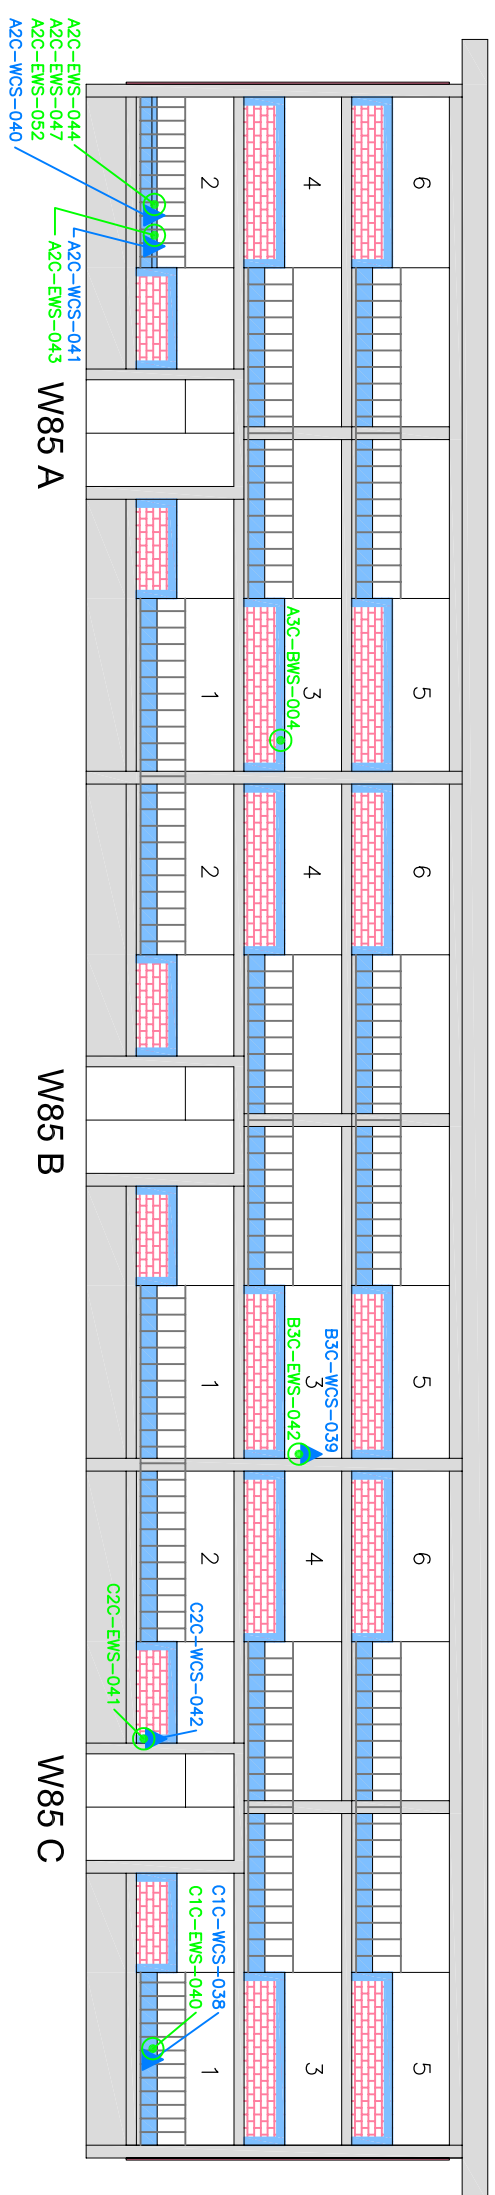 A2C-EWS-044
A2C-EWS-047
A2C-EWS-052
A2C-WCS-040
A2C-WCS-041
A2C-EWS-043
6
4
2
W85 A
5
A3C-BWS-004
3
1
6
4
2
W85 B
5
B3C-WCS-039
3
B3C-EWS-042
1
6
4
2
C2C-WCS-042
C2C-EWS-041
W85 C
C1C-WCS-038
C1C-EWS-040
5
3
1